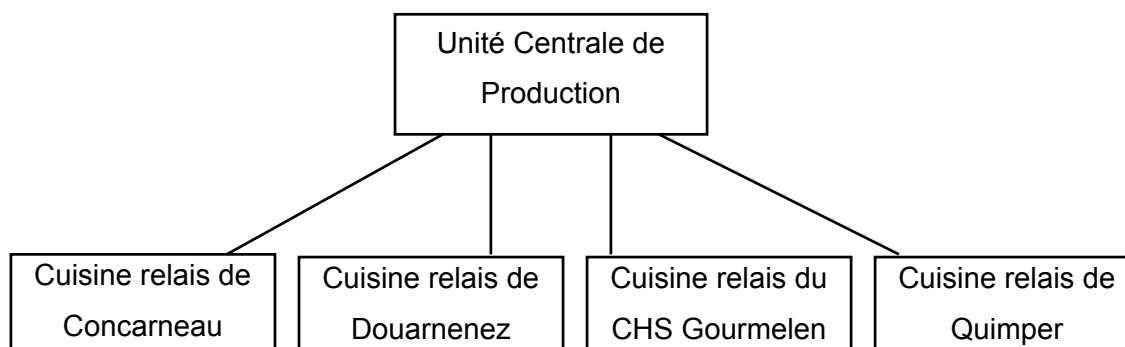 Unité Centrale de
Production
Cuisine relais de
Concarneau
Cuisine relais de
Douarnenez
Cuisine relais du
CHS Gourmelen
Cuisine relais de
Quimper